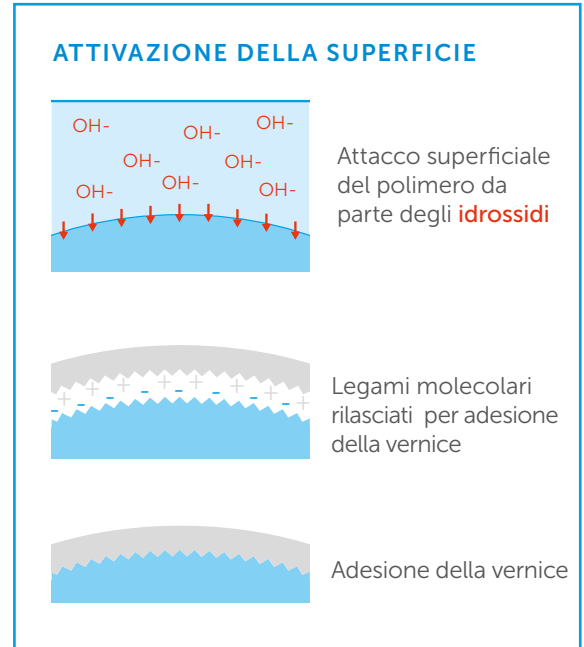 ATTIVAZIONE DELLA SUPERFICIE
OH-
OH-
OH-
OH-
OH-
OH-
OH-
OH-
Attacco superficiale
del polimero da
parte degli idrossidi
+ + + + + + + + +
- - - - - - - - -
Legami molecolari
rilasciati per adesione
della vernice
Adesione della vernice